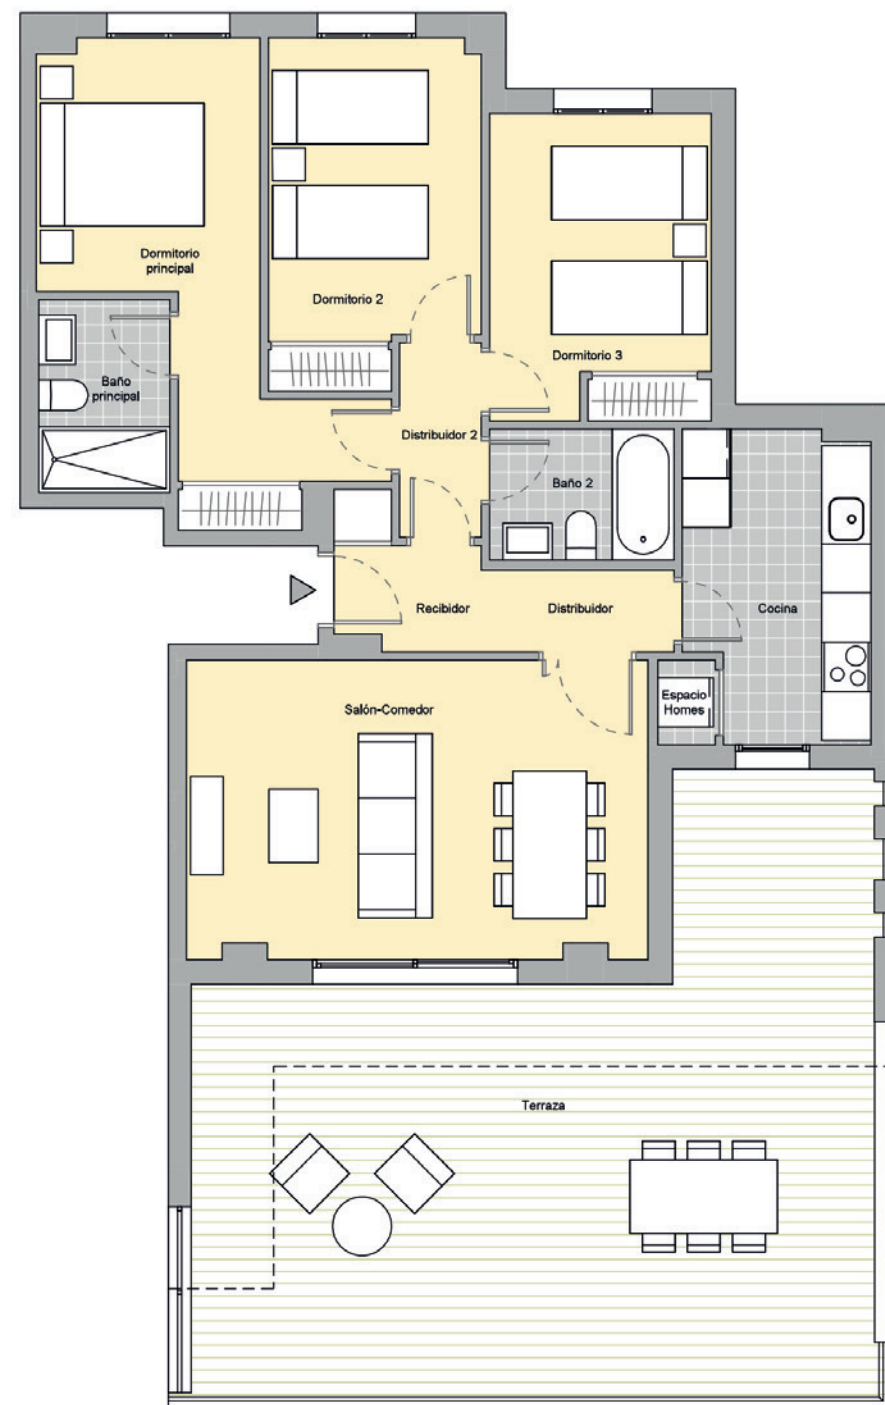 Dormitorio
principal
Dormitorio 2
Dormitorio 3
Baño
principal
Distribuidor 2
Baño 2
Recibidor
Distribuidor
Cocina
Espacio
Homes
Salón-Comedor
Terraza